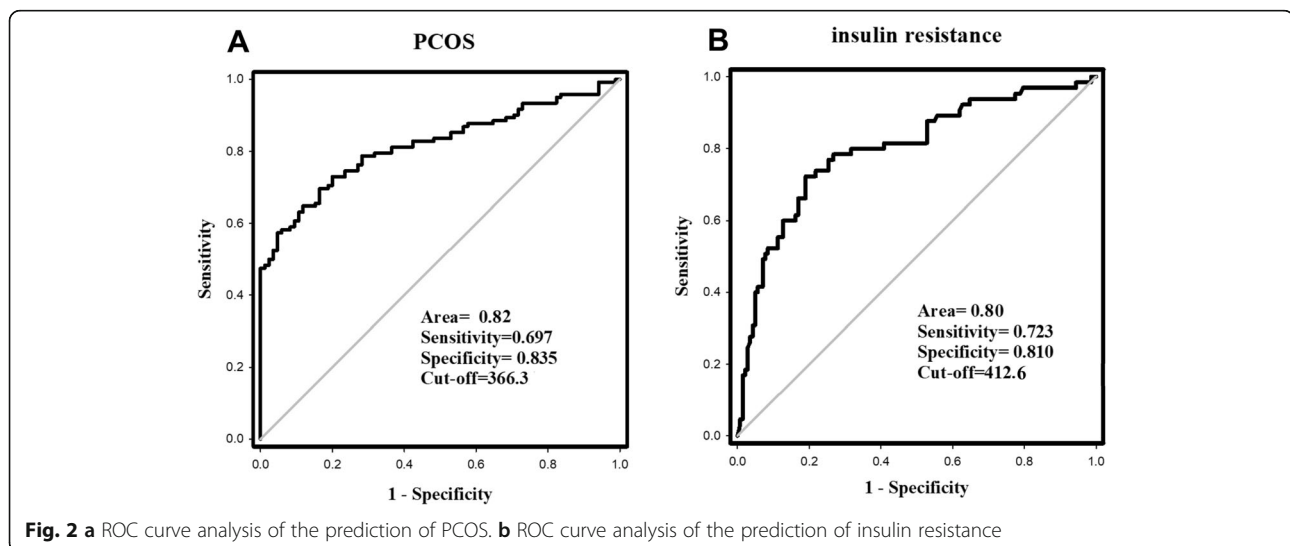 A
PCOS
1.0
0.8
0.6
0.4
0.2
0.0
Sensitivity
Area= 0.82
Sensitivity=0.697
Specificity= 0.835
Cut-off=366.3
0.0 0.2 0.4 0.6 0.8 1.0
1 - Specificity
B
insulin resistance
1.0
0.8
0.6
0.4
0.2
0.0
Sensitivity
Area= 0.80
Sensitivity= 0.723
Specificity= 0.810
Cut-off=412.6
0.0 0.2 0.4 0.6 0.8 1.0
1 - Specificity
Fig. 2 a ROC curve analysis of the prediction of PCOS. b ROC curve analysis of the prediction of insulin resistance